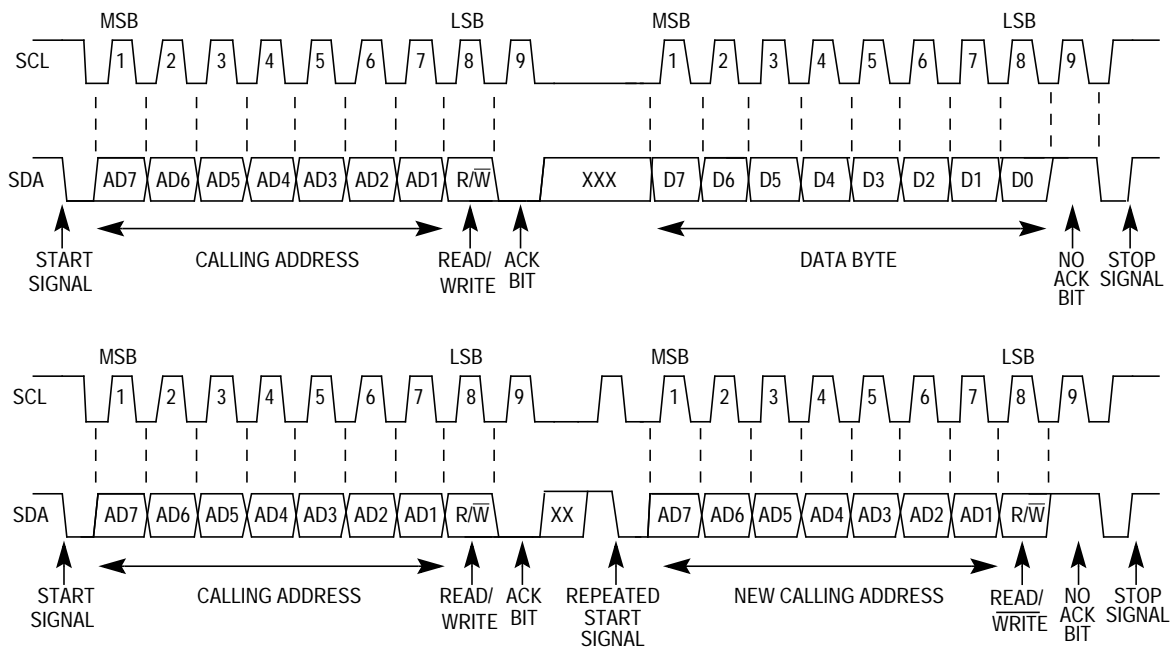 MSB LSB MSB LSB
SCL 1 2 3 4 5 6 7 8 9 1 2 3 4 5 6 7 8 9
SDA AD7 AD6 AD5 AD4 AD3 AD2 AD1 R/W̅ XXX D7 D6 D5 D4 D3 D2 D1 D0
START SIGNAL
CALLING ADDRESS
READ/
WRITE
ACK
BIT
DATA BYTE
NO
ACK
BIT
STOP
SIGNAL
MSB LSB MSB LSB
SCL 1 2 3 4 5 6 7 8 9 1 2 3 4 5 6 7 8 9
SDA AD7 AD6 AD5 AD4 AD3 AD2 AD1 R/W̅ XX AD7 AD6 AD5 AD4 AD3 AD2 AD1 R/W̅
START
SIGNAL
CALLING ADDRESS
READ/
WRITE
ACK
BIT
REPEATED
START
SIGNAL
NEW CALLING ADDRESS
READ/
W̅R̅I̅T̅E̅
NO
ACK
BIT
STOP
SIGNAL